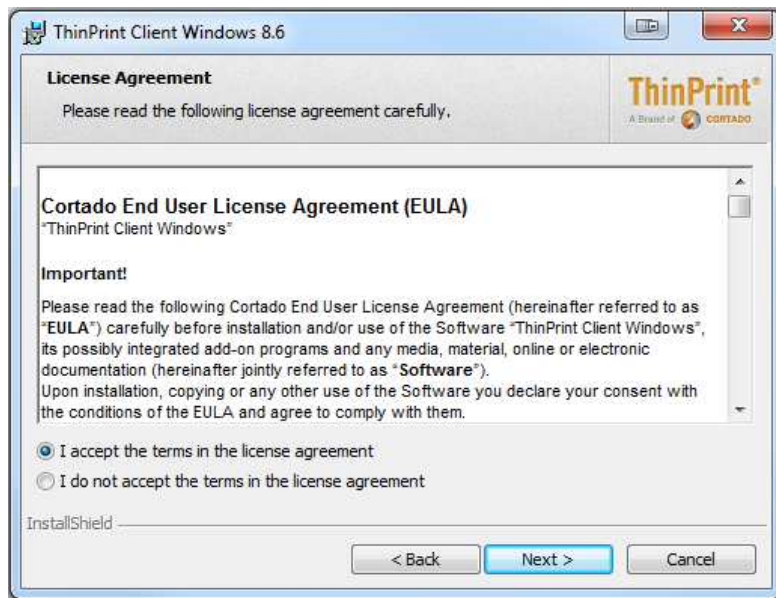 ThinPrint Client Windows 8.6
License Agreement
Please read the following license agreement carefully.
ThinPrint®
A Brand of CORTADO
Cortado End User License Agreement (EULA)
"ThinPrint Client Windows"
Important!
Please read the following Cortado End User License Agreement (hereinafter referred to as
"EULA") carefully before installation and/or use of the Software "ThinPrint Client Windows",
its possibly integrated add-on programs and any media, material, online or electronic
documentation (hereinafter jointly referred to as "Software").
Upon installation, copying or any other use of the Software you declare your consent with
the conditions of the EULA and agree to comply with them.
I accept the terms in the license agreement
I do not accept the terms in the license agreement
InstallShield
< Back Next > Cancel